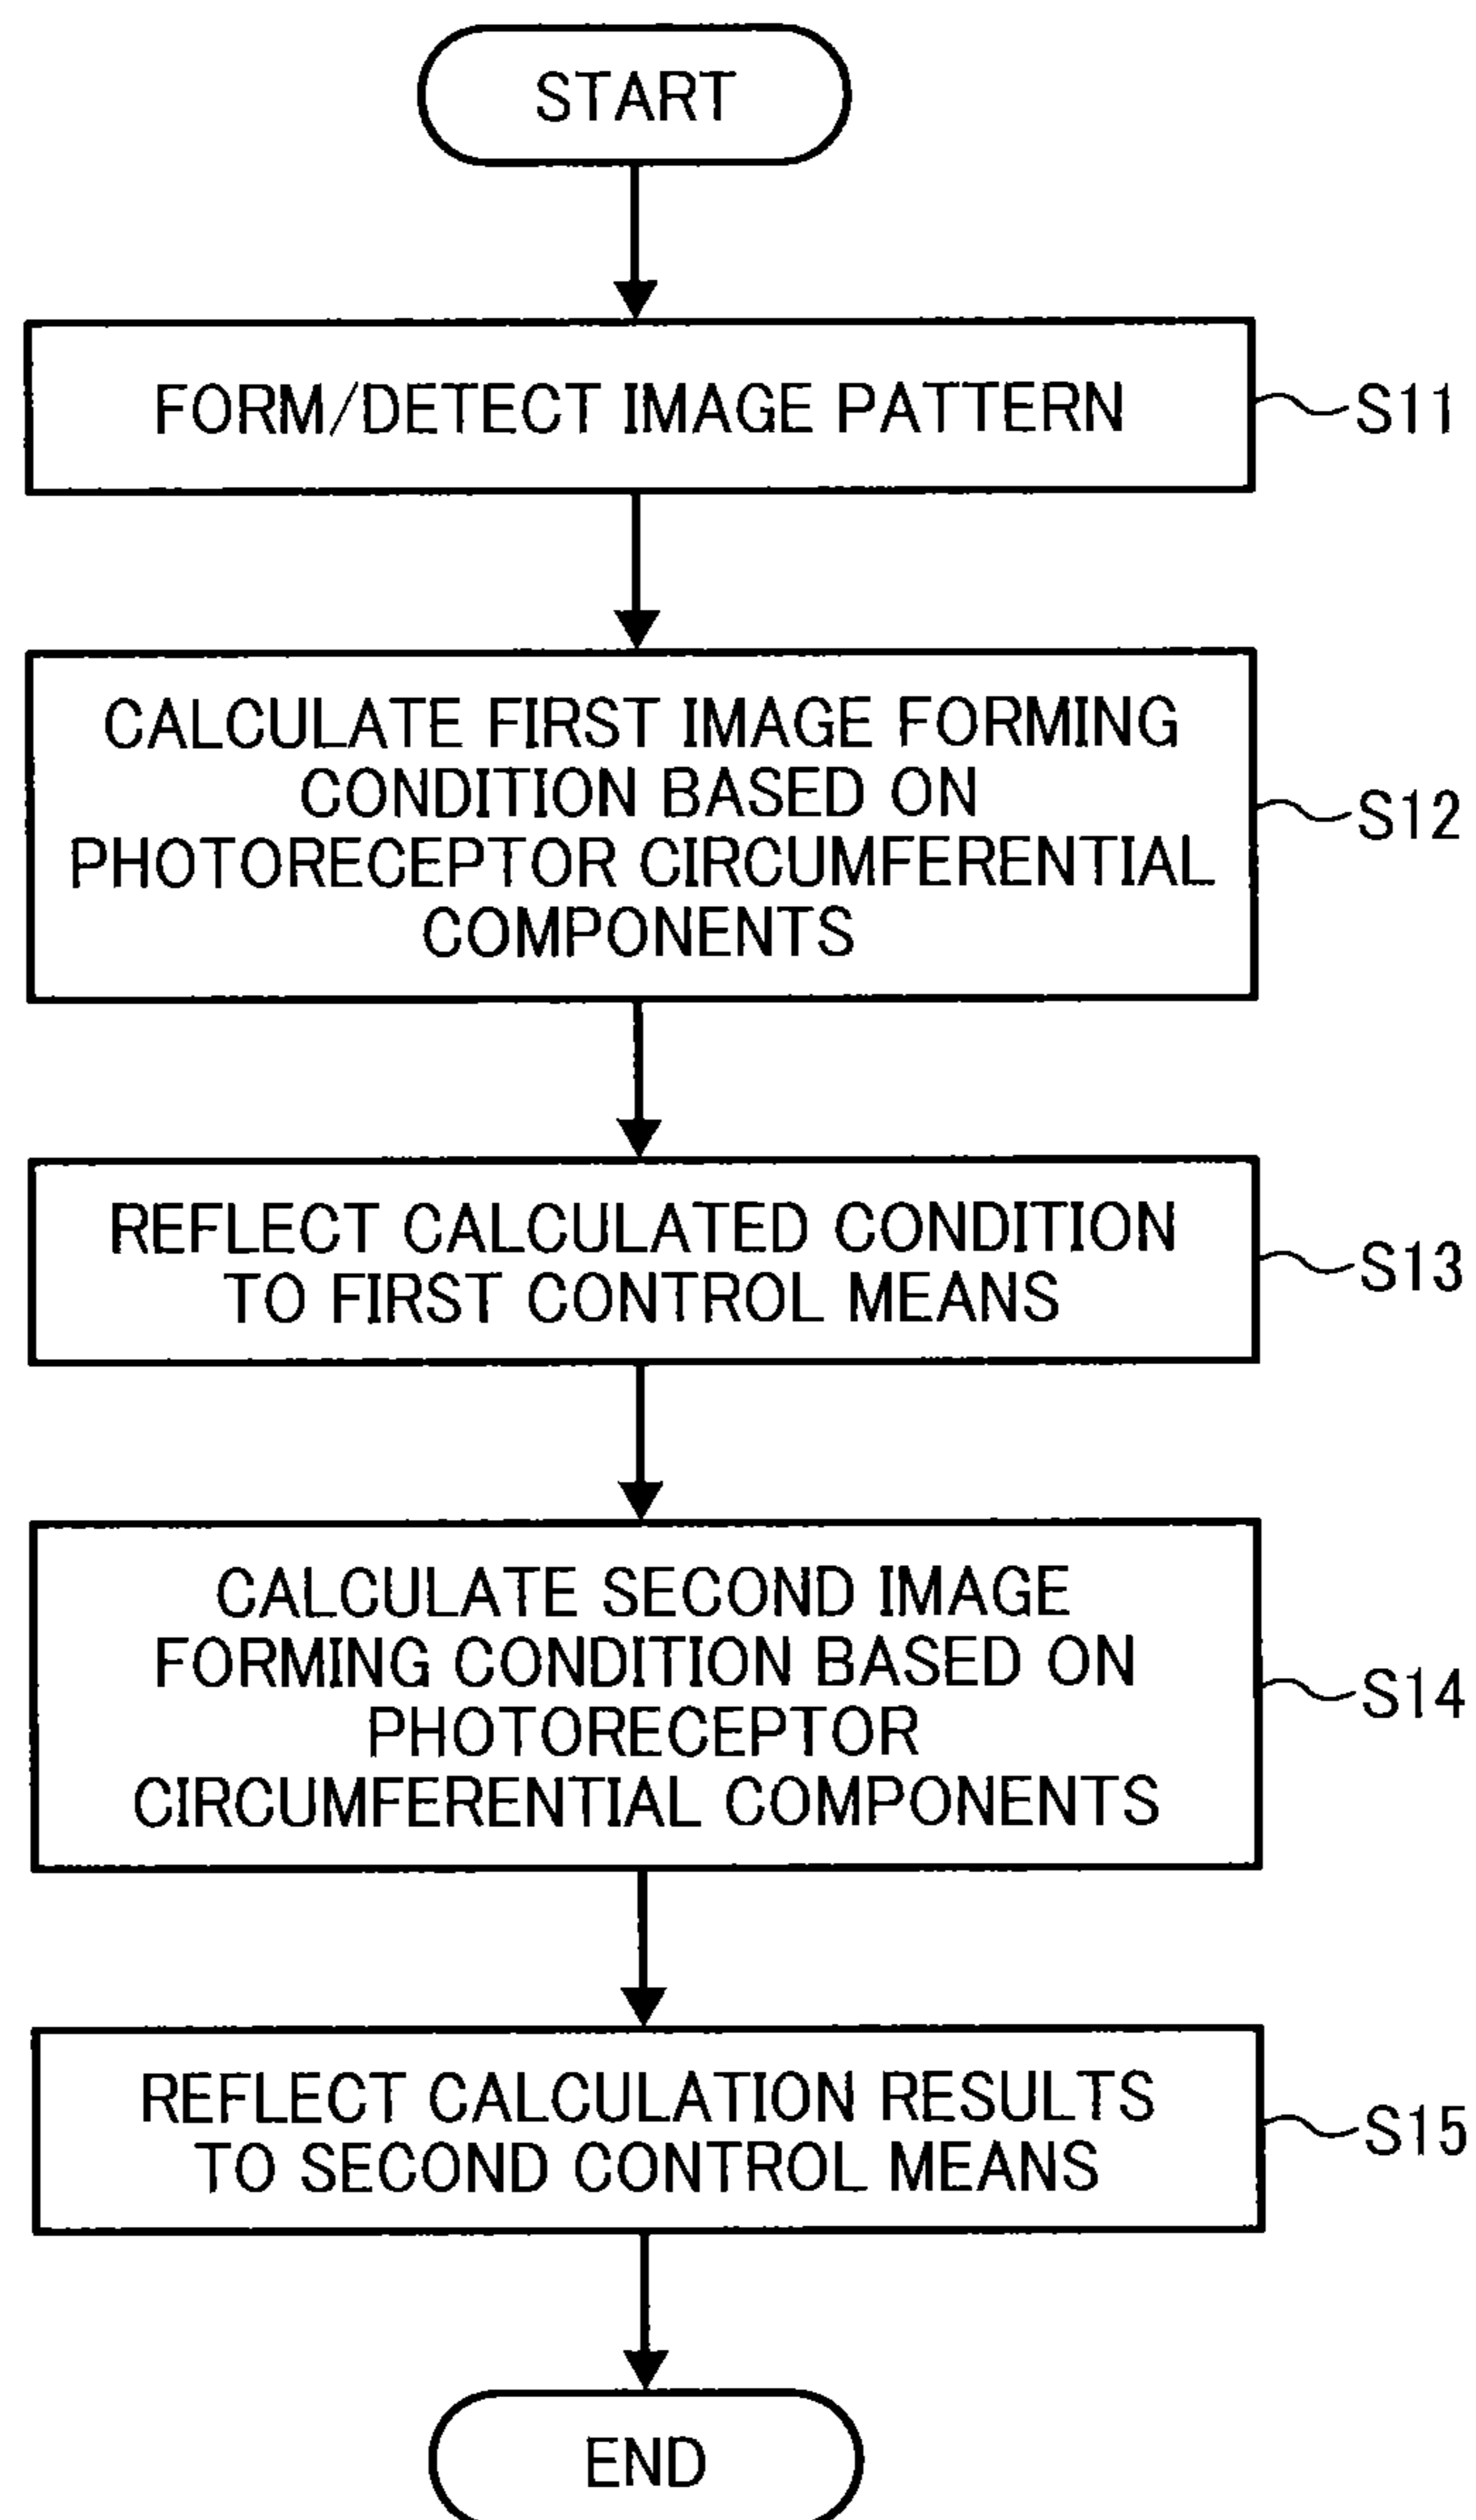 START
FORM/DETECT IMAGE PATTERN
S11
CALCULATE FIRST IMAGE FORMING
CONDITION BASED ON
PHOTORECEPTOR CIRCUMFERENTIAL
COMPONENTS
S12
REFLECT CALCULATED CONDITION
TO FIRST CONTROL MEANS
S13
CALCULATE SECOND IMAGE
FORMING CONDITION BASED ON
PHOTORECEPTOR
CIRCUMFERENTIAL COMPONENTS
S14
REFLECT CALCULATION RESULTS
TO SECOND CONTROL MEANS
S15
END